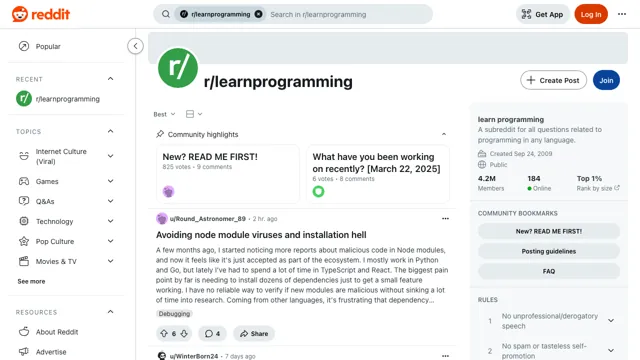 reddit
r/learnprogramming
Search in r/learnprogramming
Get App
Log In
Popular
RECENT
r/learnprogramming
TOPICS
Internet Culture
(Viral)
Games
Q&As
Technology
Pop Culture
Movies & TV
See more
RESOURCES
About Reddit
Advertise
r/
r/learnprogramming
Create Post
Join
Best
Community highlights
New? READ ME FIRST!
825 votes • 9 comments
What have you been working
on recently? [March 22, 2025]
6 votes • 8 comments
u/Round_Astronomer_89 • 2 hr. ago
Avoiding node module viruses and installation hell
A few months ago, I started noticing more reports about malicious code in Node modules,
and now it feels like it's just accepted as part of the ecosystem. I mostly work in Python
and Go, but lately I've had to spend a lot of time in TypeScript and React. The biggest pain
point by far is needing to install dozens of dependencies just to get a small feature
working. I have no reliable way to verify if new modules are malicious without sinking a lot
of time into research. Coming from other languages, it's frustrating that dependency...
Debugging
6
4
Share
u/WinterBorn24 • 7 days ago
learn programming
A subreddit for all questions related to
programming in any language.
Created Sep 24, 2009
Public
4.2M
Members
184
Online
Top 1%
Rank by size
COMMUNITY BOOKMARKS
New? READ ME FIRST!
Posting guidelines
FAQ
RULES
1 No unprofessional/derogatory
speech
2 No spam or tasteless self-
promotion